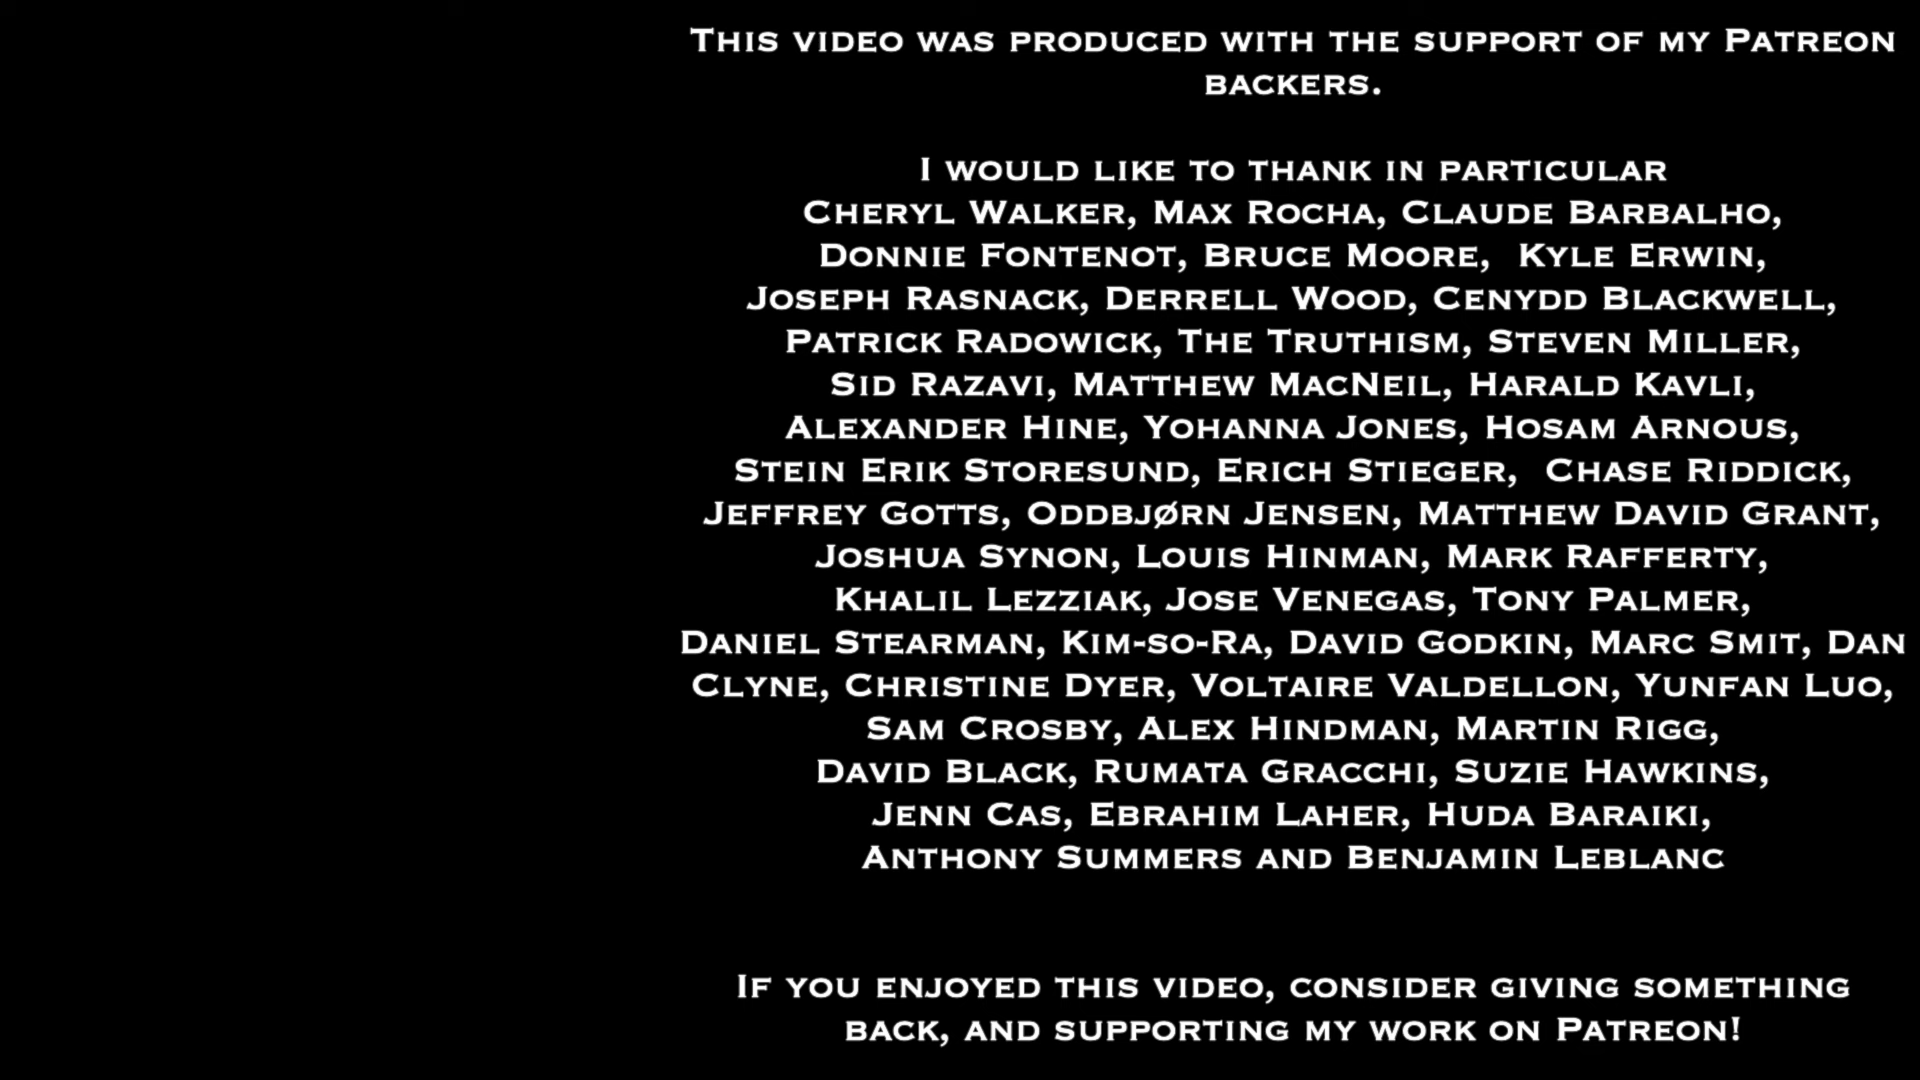 This video was produced with the support of my Patreon
backers.
I would like to thank in particular
Cheryl Walker, Max Rocha, Claude Barbalho,
Donnie Fontenot, Bruce Moore,  Kyle Erwin,
Joseph Rasnack, Derrell Wood, Cenydd Blackwell,
Patrick Radowick, The Truthism, Steven Miller,
Sid Razavi, Matthew MacNeil, Harald Kavli,
Alexander Hine, Yohanna Jones, Hosam Arnous,
Stein Erik Storesund, Erich Stieger,  Chase Riddick,
Jeffrey Gotts, Oddbjørn Jensen, Matthew David Grant,
Joshua Synon, Louis Hinman, Mark Rafferty,
Khalil Lezziak, Jose Venegas, Tony Palmer,
Daniel Stearman, Kim-so-Ra, David Godkin, Marc Smit, Dan
Clyne, Christine Dyer, Voltaire Valdellon, Yunfan Luo,
Sam Crosby, Alex Hindman, Martin Rigg,
David Black, Rumata Gracchi, Suzie Hawkins,
Jenn Cas, Ebrahim Laher, Huda Baraiki,
Anthony Summers and Benjamin Leblanc
If you enjoyed this video, consider giving something
back, and supporting my work on Patreon!